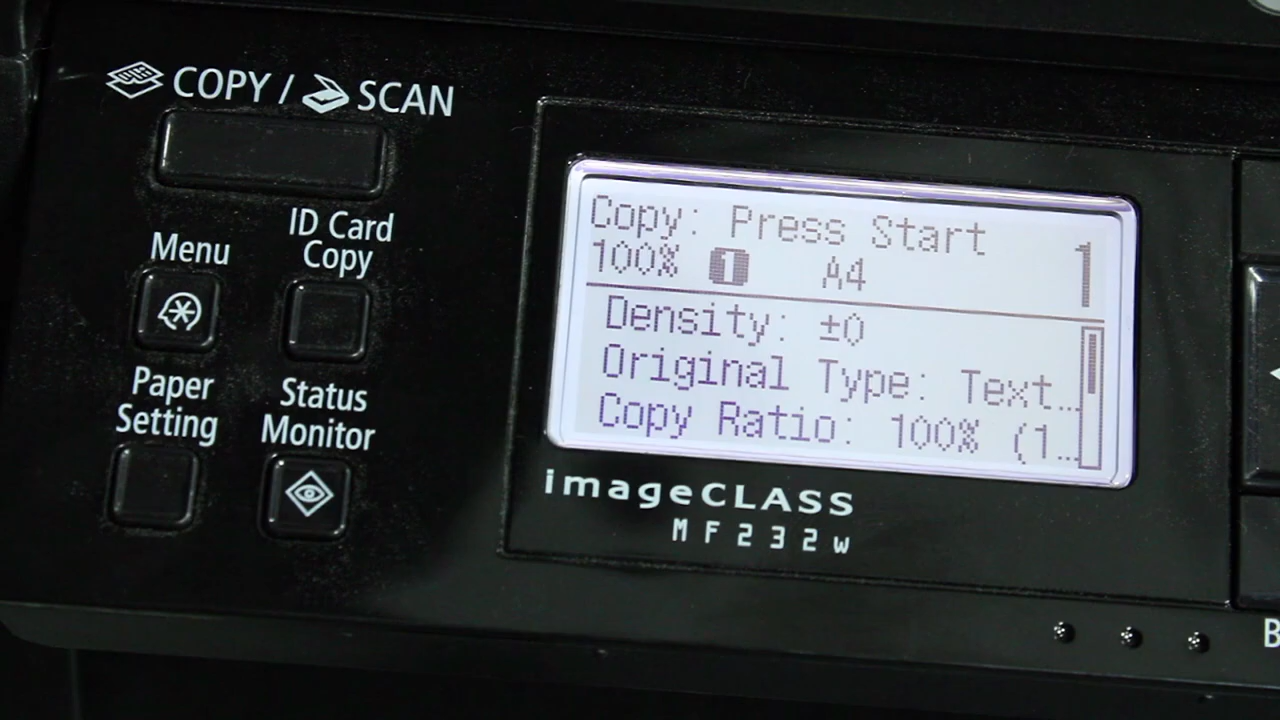 COPY / SCAN
Menu
ID Card
Copy
Paper
Setting
Status
Monitor
Copy: Press Start
100% 1 A4 1
Density: ±0
Original Type: Text…
Copy Ratio: 100% (1…
imageCLASS
MF232w
B